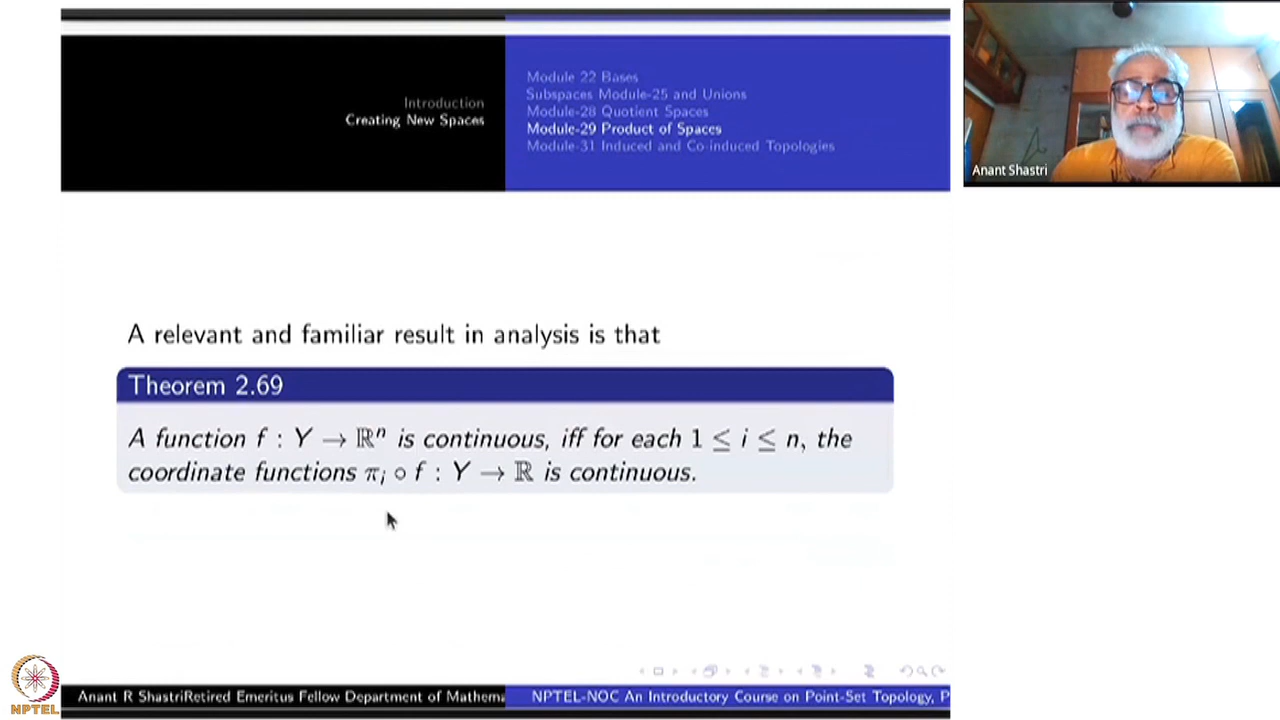 Introduction
Creating New Spaces
Module 22 Bases
Subspaces Module-25 and Unions
Module-28 Quotient Spaces
Module-29 Product of Spaces
Module-31 Induced and Co-induced Topologies
Anant Shastri
A relevant and familiar result in analysis is that
Theorem 2.69
A function f : Y → ℝⁿ is continuous, iff for each 1 ≤ i ≤ n, the
coordinate functions πᵢ ∘ f : Y → ℝ is continuous.
NPTEL
Anant R ShastriRetired Emeritus Fellow Department of Mathema
NPTEL-NOC An Introductory Course on Point-Set Topology, P